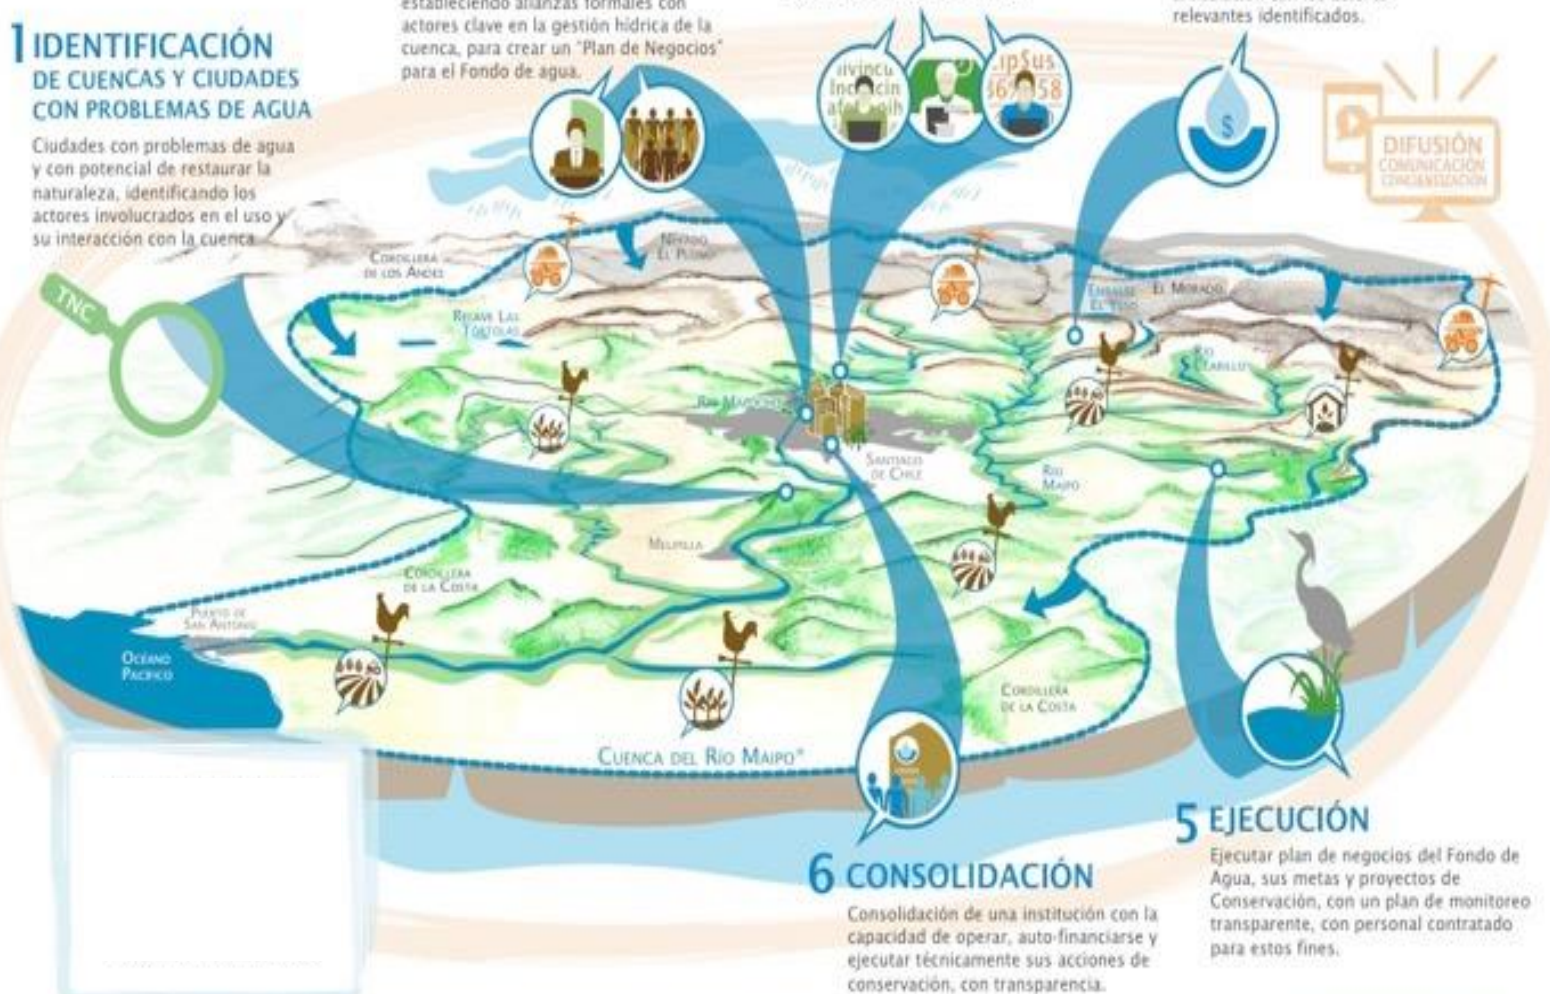 estableciendo alianzas formales con
actores clave en la gestión hídrica de la
cuenca, para crear un "Plan de Negocios"
para el Fondo de agua.
relevantes identificados.
1 IDENTIFICACIÓN
DE CUENCAS Y CIUDADES
CON PROBLEMAS DE AGUA
Ciudades con problemas de agua
y con potencial de restaurar la
naturaleza, identificando los
actores involucrados en el uso y
su interacción con la cuenca
TNC
DIFUSIÓN
COMUNICACIÓN
CONCIENTIZACIÓN
$
CORDILLERA
DE LOS ANDES
NEVADO
EL PLOMO
RELAVE LAS
TÓRTOLAS
EMBALSE
EL YESO
EL MORADO
RÍO
CLARILLO
RÍO MAPOCHO
SANTIAGO
DE CHILE
RÍO
MAIPO
MELIPILLA
CORDILLERA
DE LA COSTA
PUERTO DE
SAN ANTONIO
OCÉANO
PACÍFICO
CORDILLERA
DE LA COSTA
CUENCA DEL RÍO MAIPO*
5 EJECUCIÓN
Ejecutar plan de negocios del Fondo de
Agua, sus metas y proyectos de
Conservación, con un plan de monitoreo
transparente, con personal contratado
para estos fines.
6 CONSOLIDACIÓN
Consolidación de una institución con la
capacidad de operar, auto-financiarse y
ejecutar técnicamente sus acciones de
conservación, con transparencia.